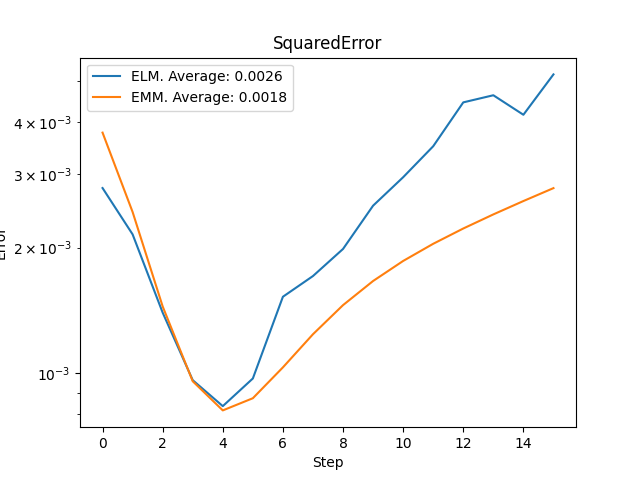 SquaredError
ELM. Average: 0.0026
EMM. Average: 0.0018
4 × 10⁻³
3 × 10⁻³
2 × 10⁻³
10⁻³
Error
0 2 4 6 8 10 12 14
Step